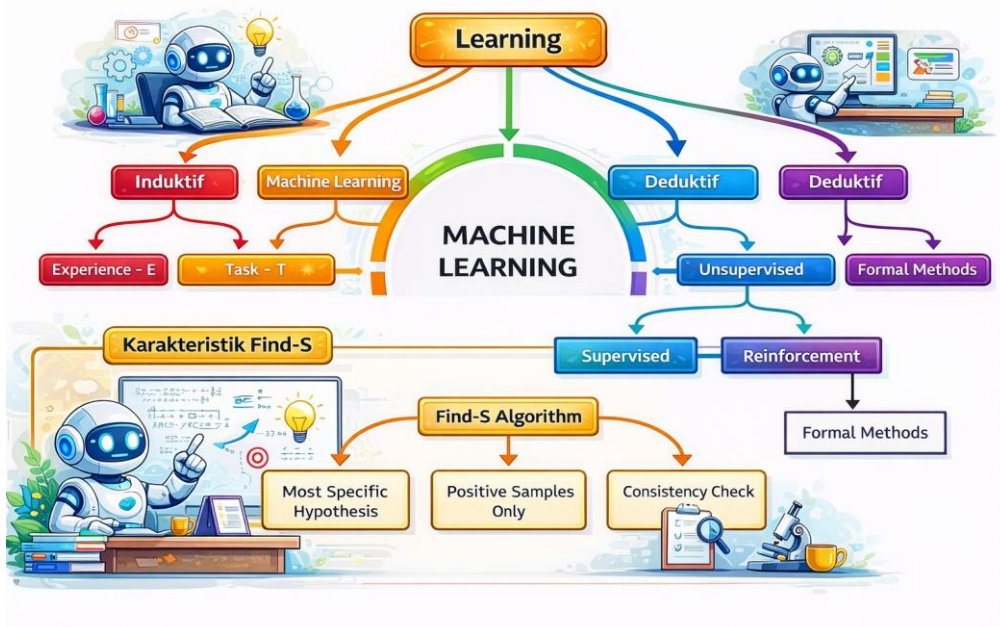 Learning
Induktif
Machine Learning
Deduktif
Deduktif
MACHINE
LEARNING
Experience - E
Task - T
Unsupervised
Formal Methods
Karakteristik Find-S
Supervised
Reinforcement
Find-S Algorithm
Formal Methods
Most Specific
Hypothesis
Positive Samples
Only
Consistency Check